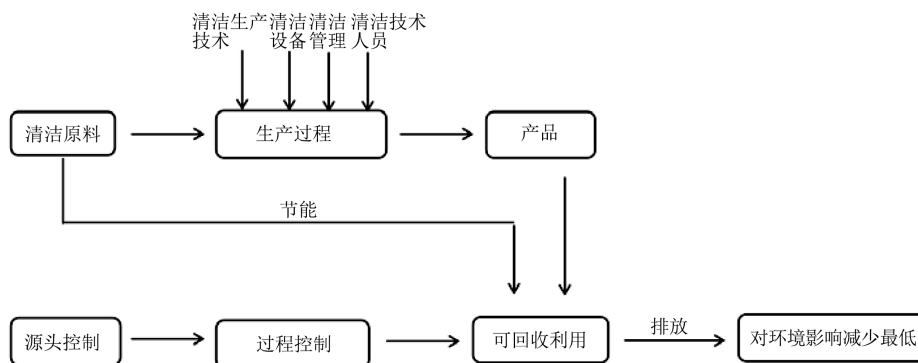 清洁生产
技术
清洁
设备
清洁
管理
清洁技术
人员
清洁原料
生产过程
产品
节能
源头控制
过程控制
可回收利用
排放
对环境影响减少最低